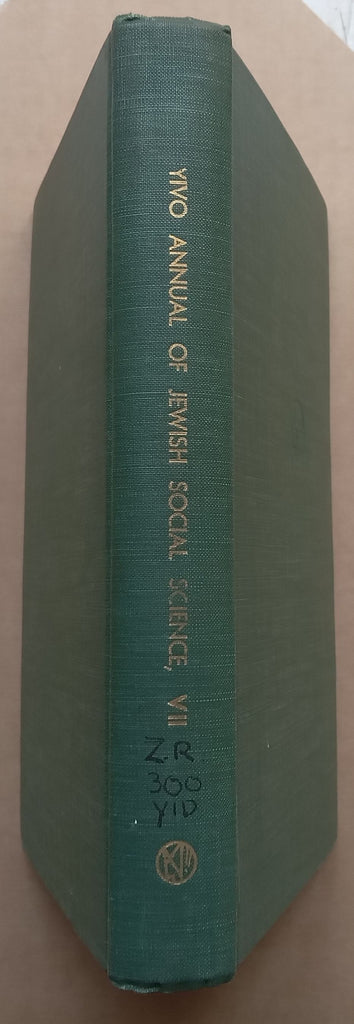 YIVO ANNUAL OF JEWISH SOCIAL SCIENCE, VII
Z.R.
300
YID